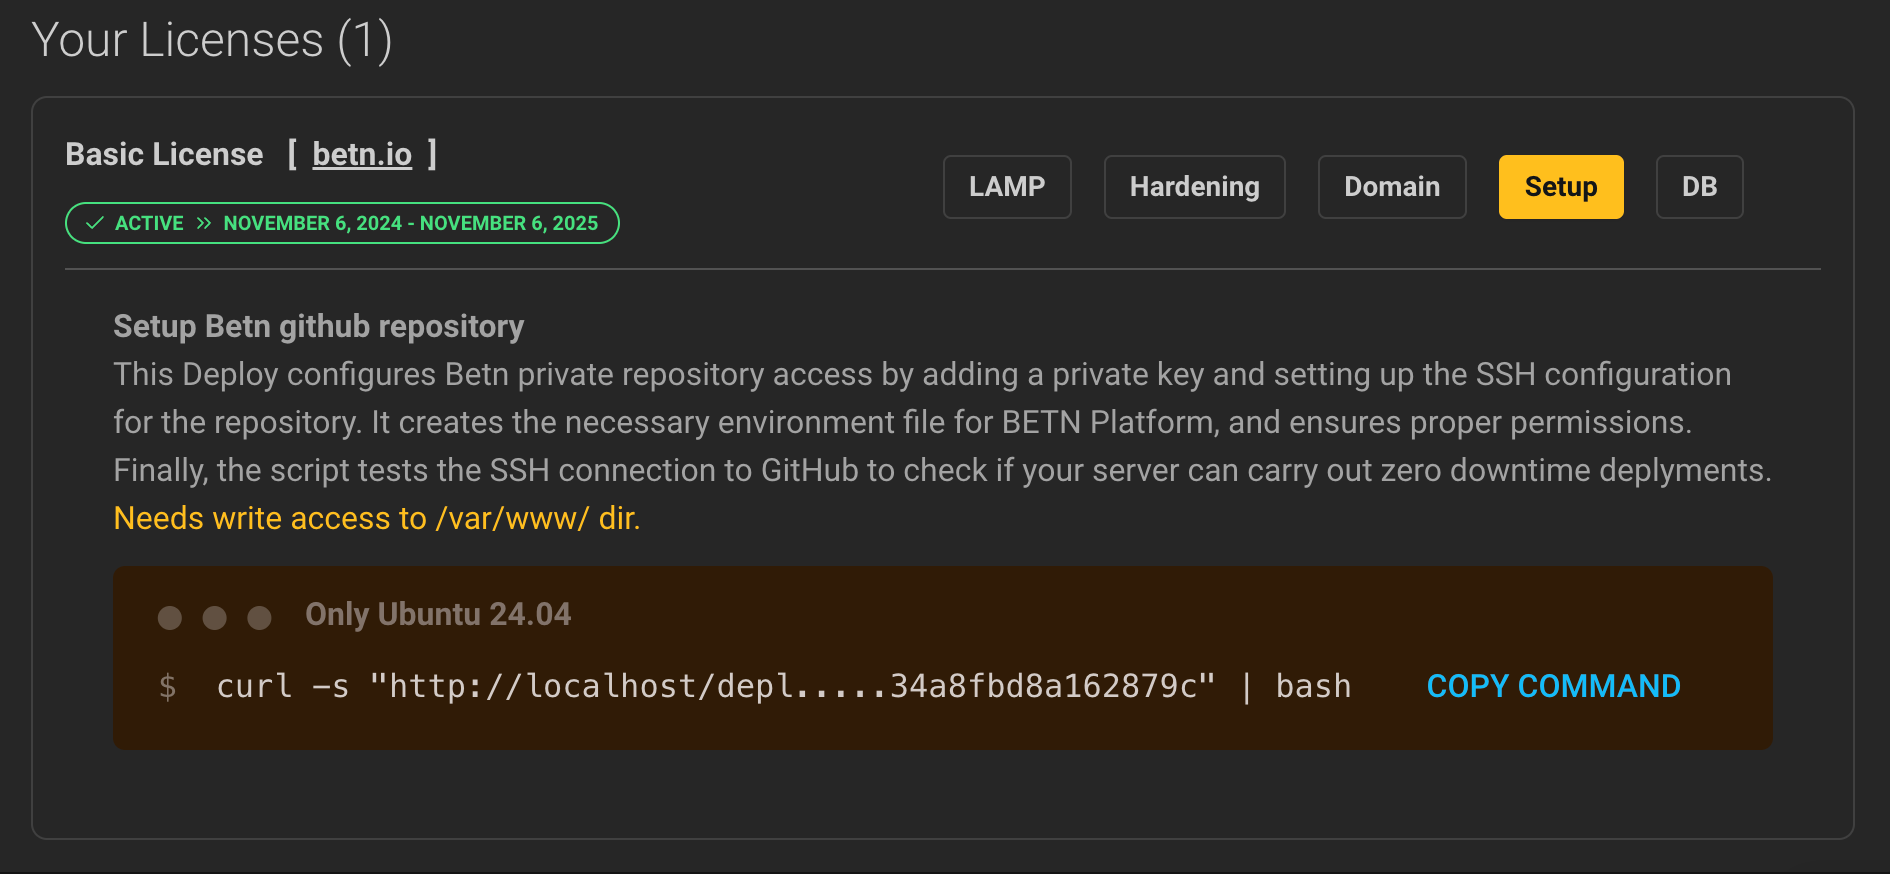 Your Licenses (1)
Basic License [ betn.io ]
LAMP Hardening Domain Setup DB
ACTIVE » NOVEMBER 6, 2024 - NOVEMBER 6, 2025
Setup Betn github repository
This Deploy configures Betn private repository access by adding a private key and setting up the SSH configuration
for the repository. It creates the necessary environment file for BETN Platform, and ensures proper permissions.
Finally, the script tests the SSH connection to GitHub to check if your server can carry out zero downtime deplyments.
Needs write access to /var/www/ dir.
Only Ubuntu 24.04
$ curl -s "http://localhost/depl.....34a8fbd8a162879c" | bash COPY COMMAND